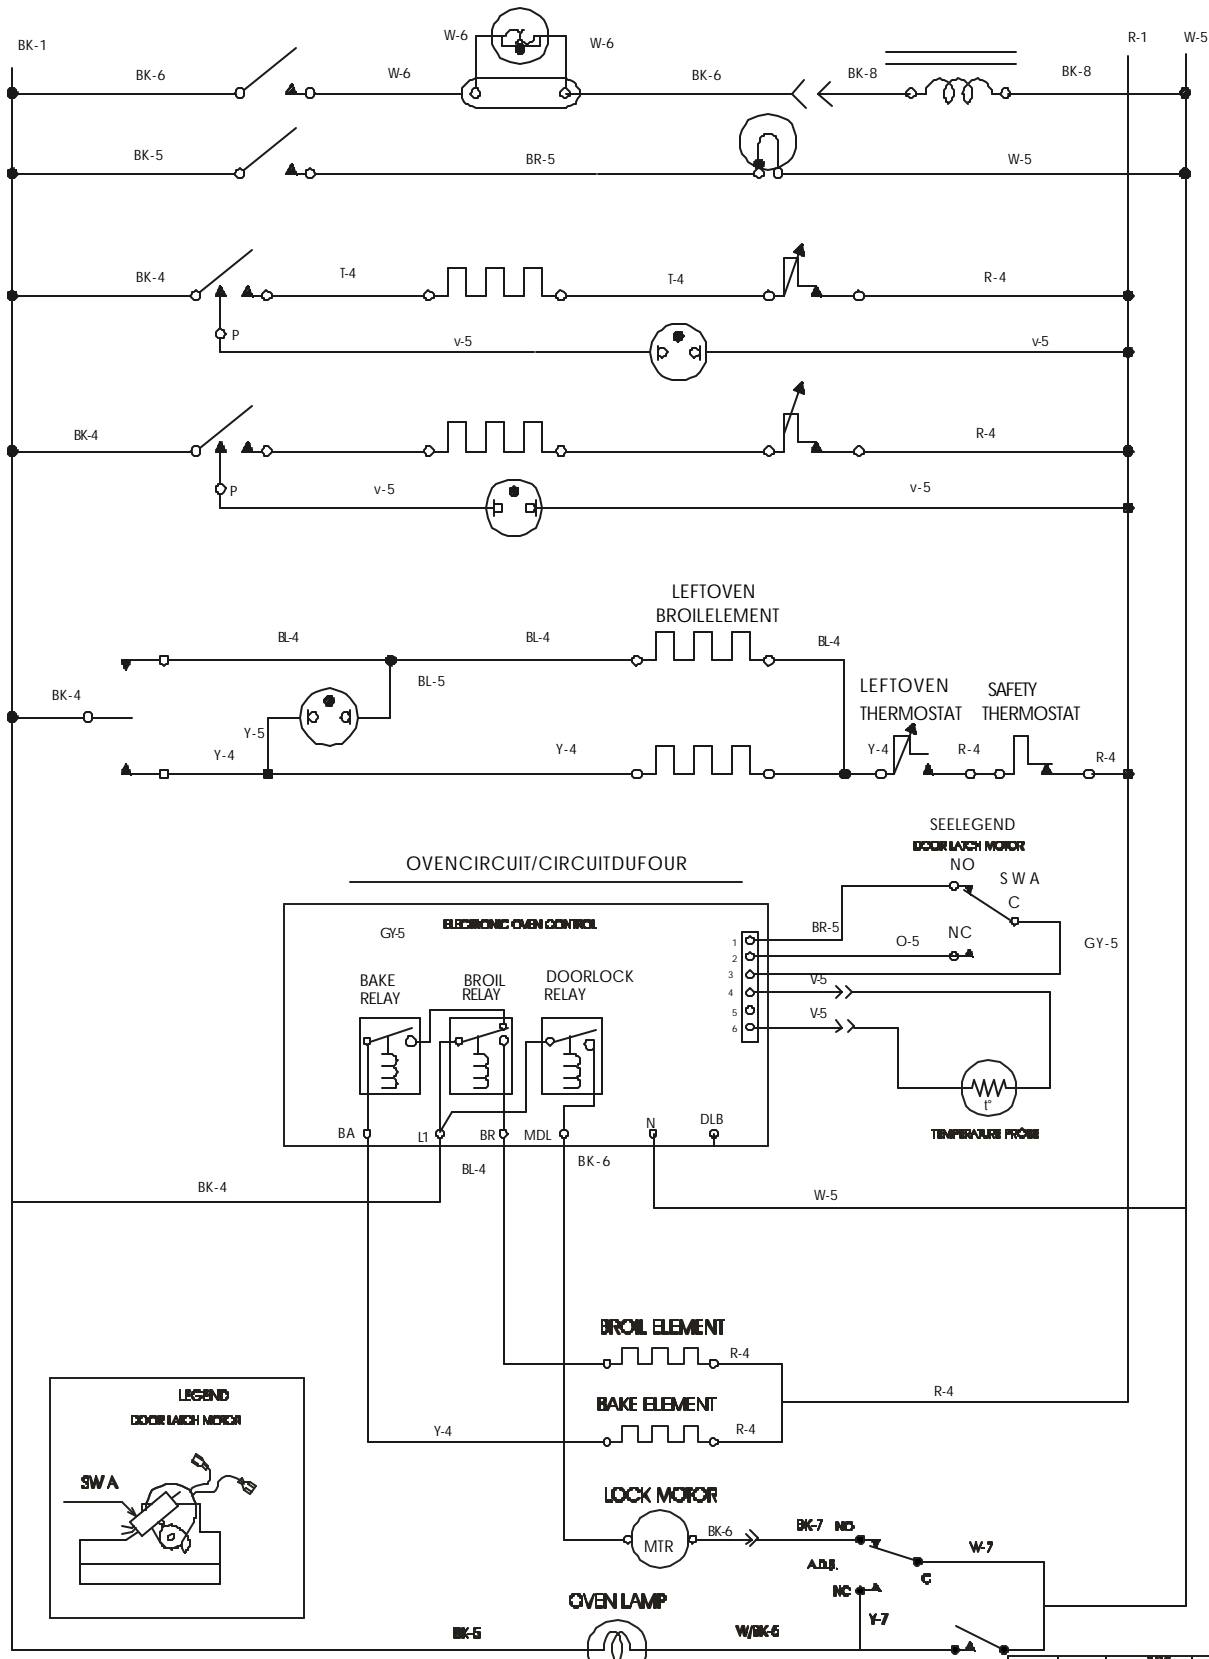 BK-1
R-1
W-5
W-6
W-6
BK-6
W-6
BK-6
BK-8
BK-8
BK-5
BR-5
W-5
BK-4
T-4
T-4
R-4
P
v-5
v-5
BK-4
R-4
P
v-5
v-5
LEFTOVEN
BROILELEMENT
BL-4
BL-4
BL-4
BL-5
BK-4
LEFTOVEN
THERMOSTAT
SAFETY
THERMOSTAT
Y-5
Y-4
Y-4
Y-4
R-4
R-4
SEELEGEND
DOOR LATCH MOTOR
OVENCIRCUIT/CIRCUITDUFOUR
NO
SWA
C
GY-5
ELECTRONIC OVEN CONTROL
BR-5
O-5
NC
GY-5
1
2
3
4
5
6
V-5
V-5
BAKE
RELAY
BROIL
RELAY
DOORLOCK
RELAY
t°
TEMPERATURE PROBE
BA
L1
BR
MDL
N
DLB
BL-4
BK-6
BK-4
W-5
BROIL ELEMENT
R-4
R-4
BAKE ELEMENT
Y-4
R-4
LEGEND
DOOR LATCH MOTOR
SW A
LOCK MOTOR
MTR
BK-6
BK-7
NO
W-7
C
NC
Y-7
OVEN LAMP
BK-5